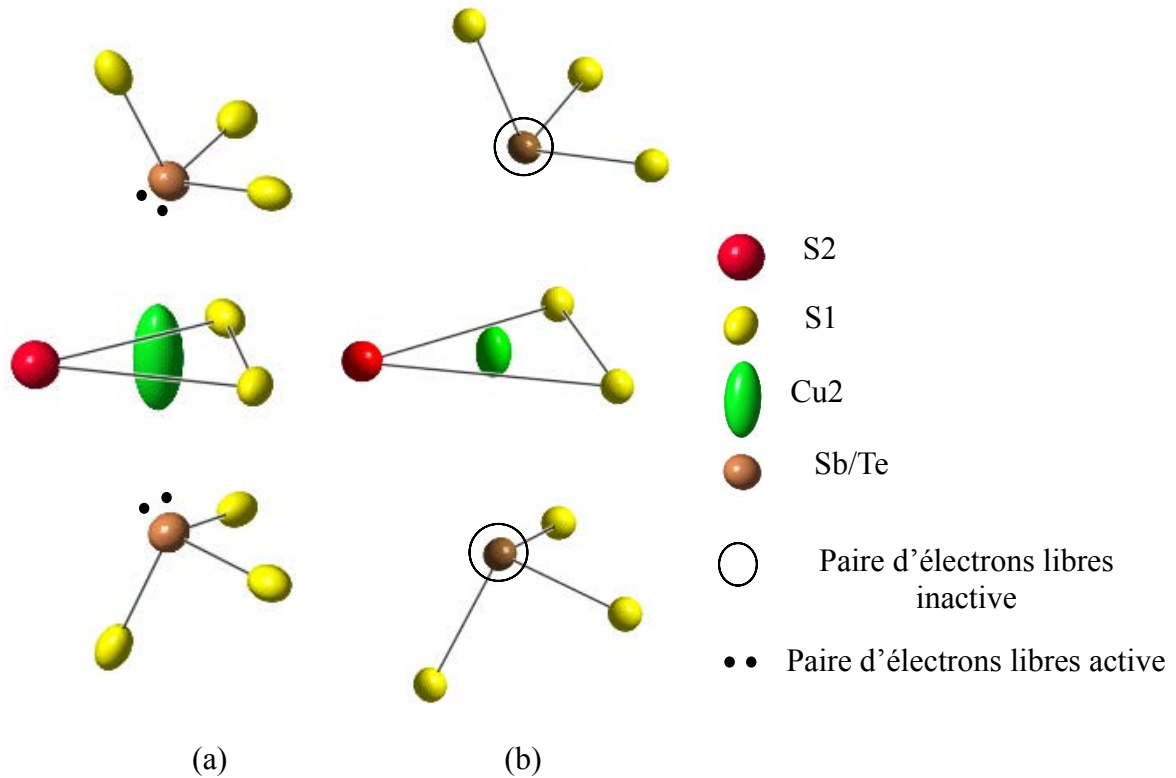 S2
S1
Cu2
Sb/Te
Paire d’électrons libres
inactive
Paire d’électrons libres active
(a)
(b)